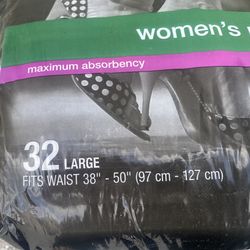 women's
maximum absorbency
32 LARGE
FITS WAIST 38" - 50" (97 cm - 127 cm)